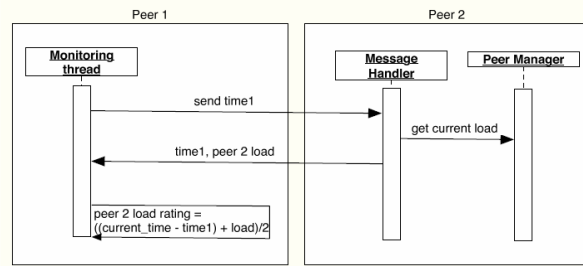 Peer 1
Peer 2
Monitoring
thread
Message
Handler
Peer Manager
send time1
get current load
time1, peer 2 load
peer 2 load rating =
((current_time - time1) + load)/2